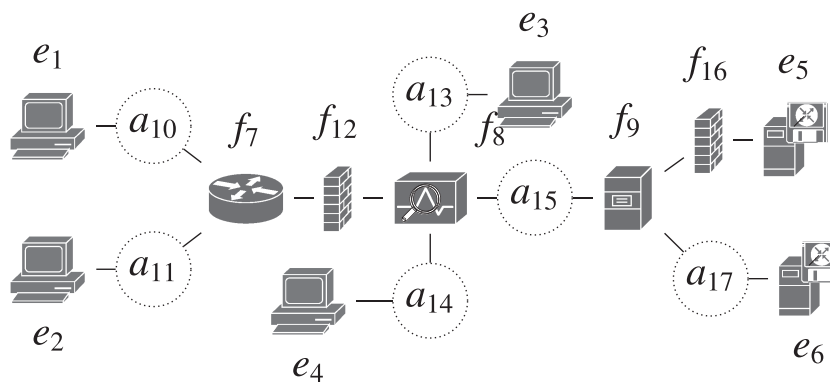 e₃
e₁
f₁₆
e₅
a₁₃
a₁₀
f₇
f₁₂
f₈
f₉
a₁₅
a₁₁
a₁₄
a₁₇
e₂
e₄
e₆